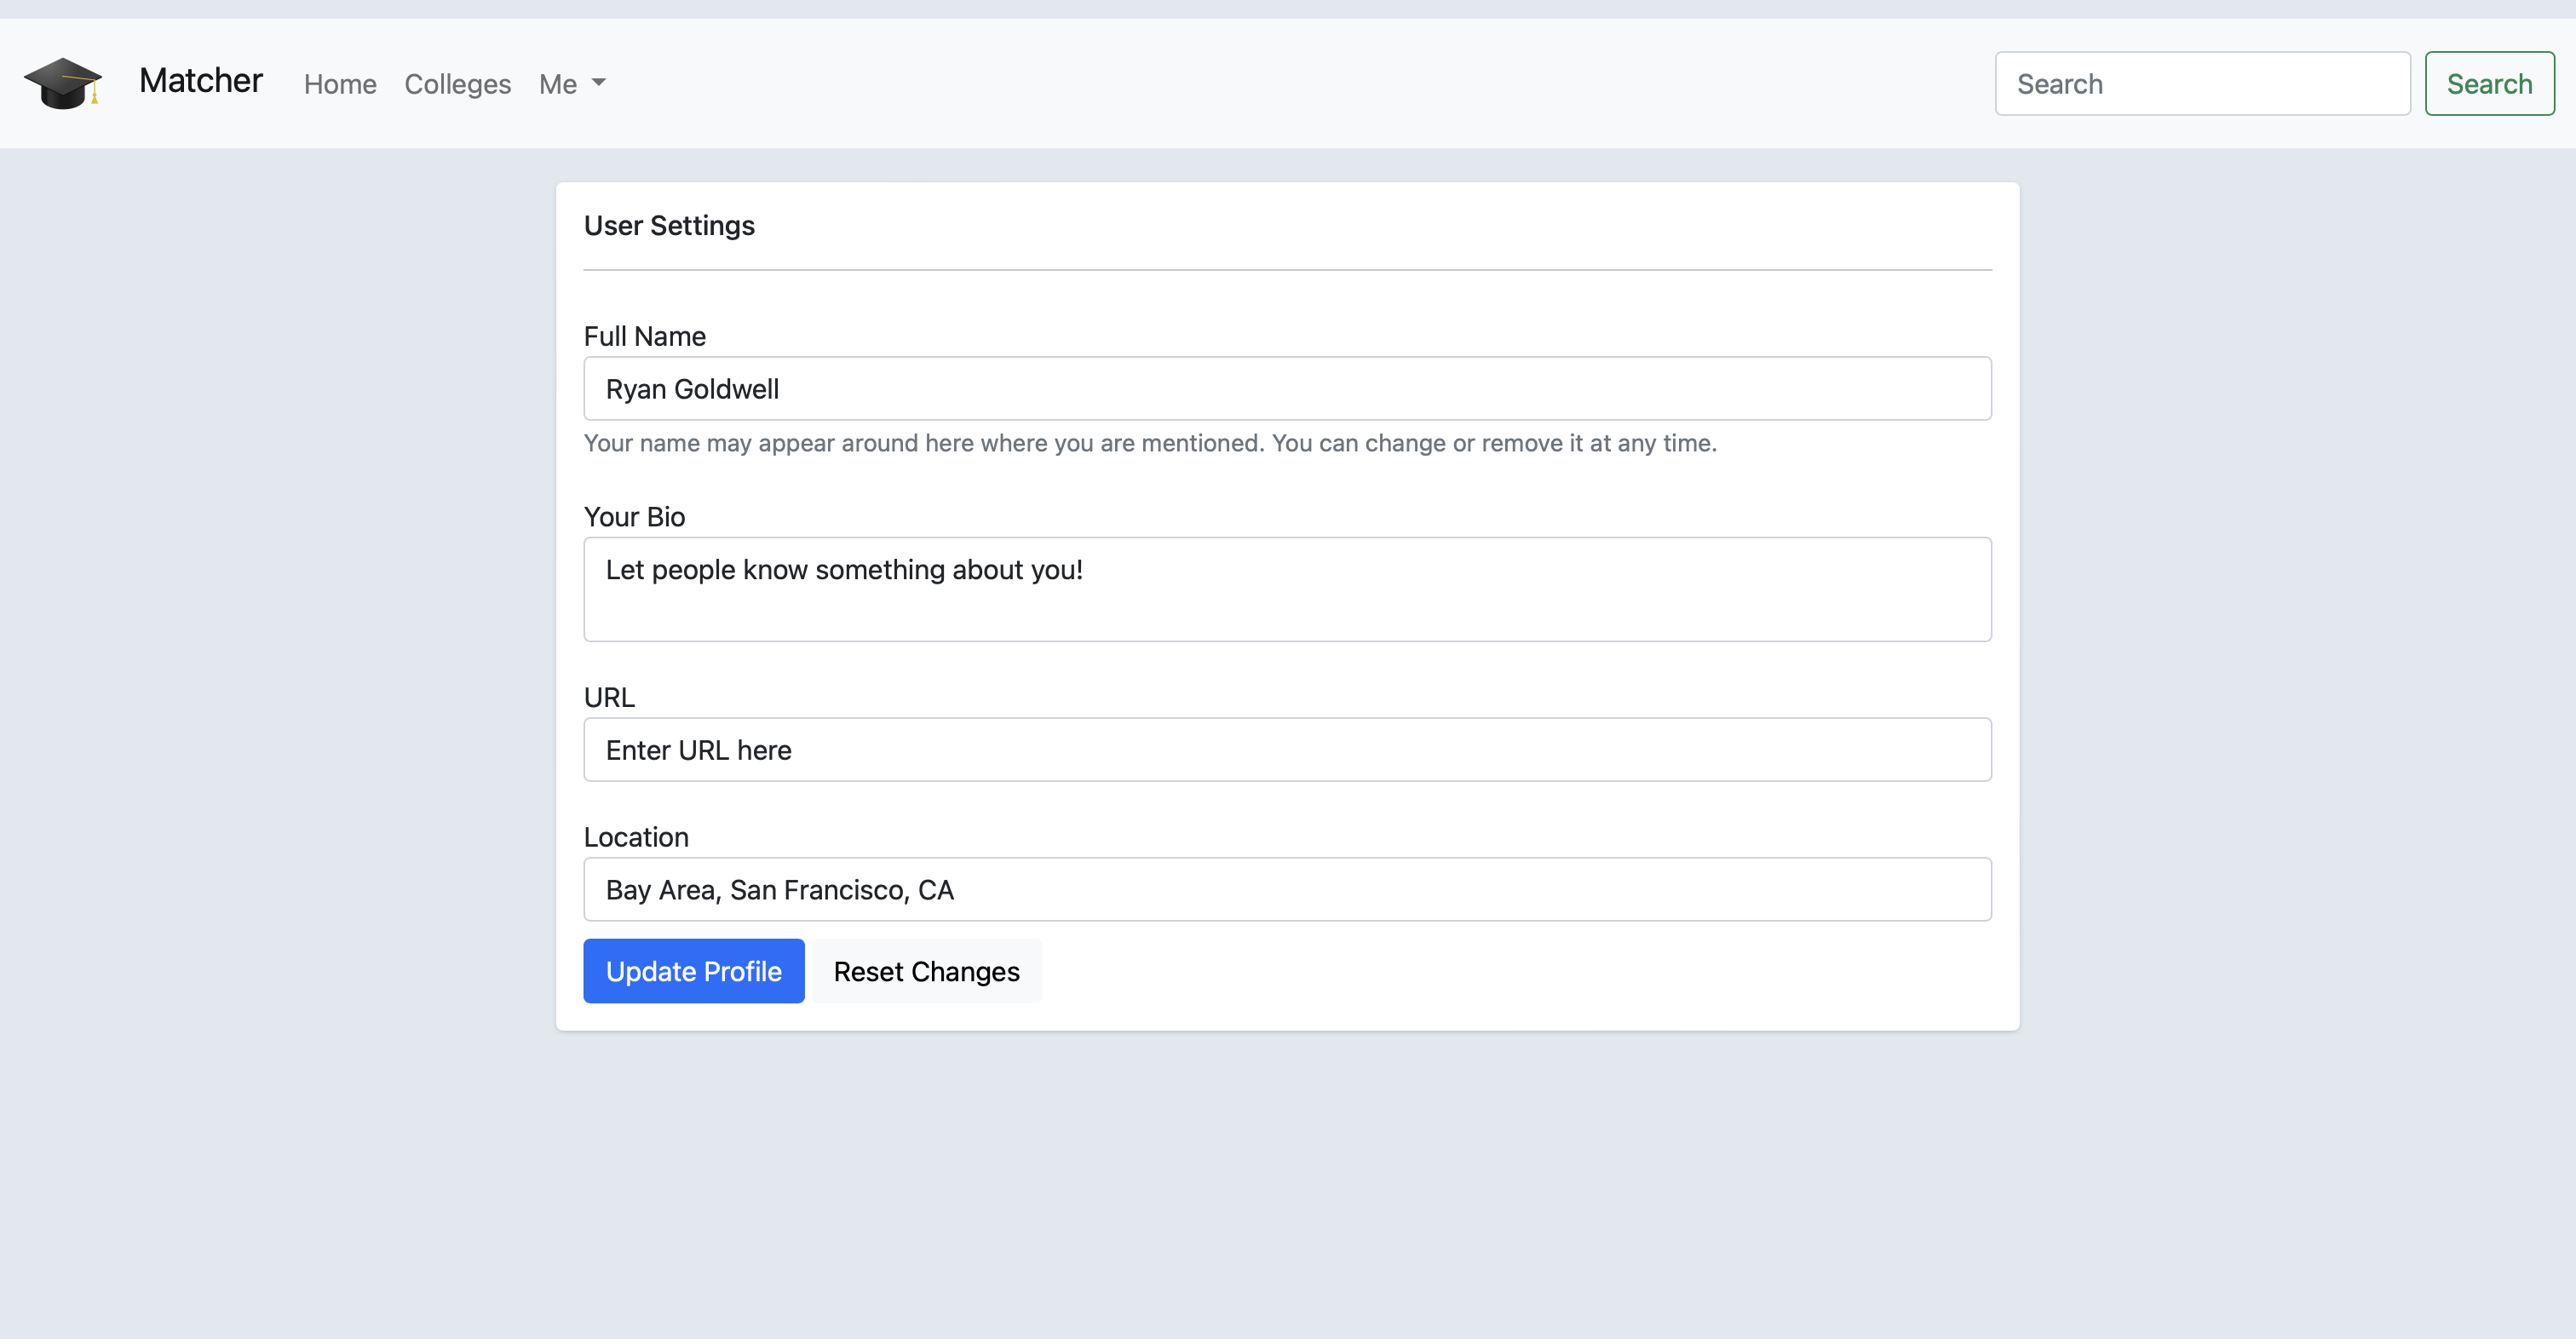 Matcher Home Colleges Me Search Search
User Settings
Full Name
Ryan Goldwell
Your name may appear around here where you are mentioned. You can change or remove it at any time.
Your Bio
Let people know something about you!
URL
Enter URL here
Location
Bay Area, San Francisco, CA
Update Profile Reset Changes